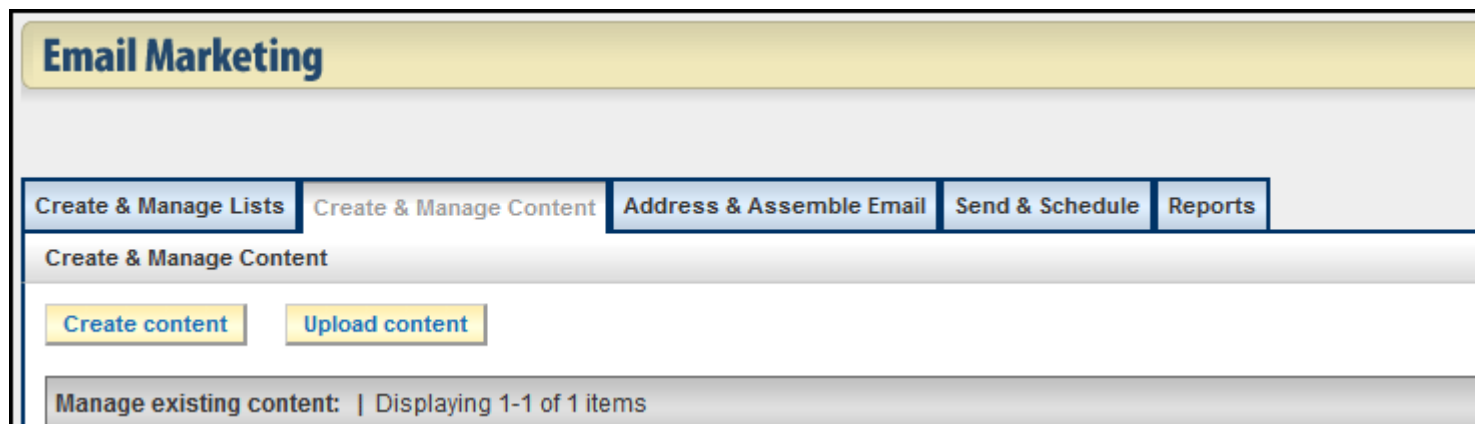 Email Marketing
Create & Manage Lists Create & Manage Content Address & Assemble Email Send & Schedule Reports
Create & Manage Content
Create content Upload content
Manage existing content: | Displaying 1-1 of 1 items